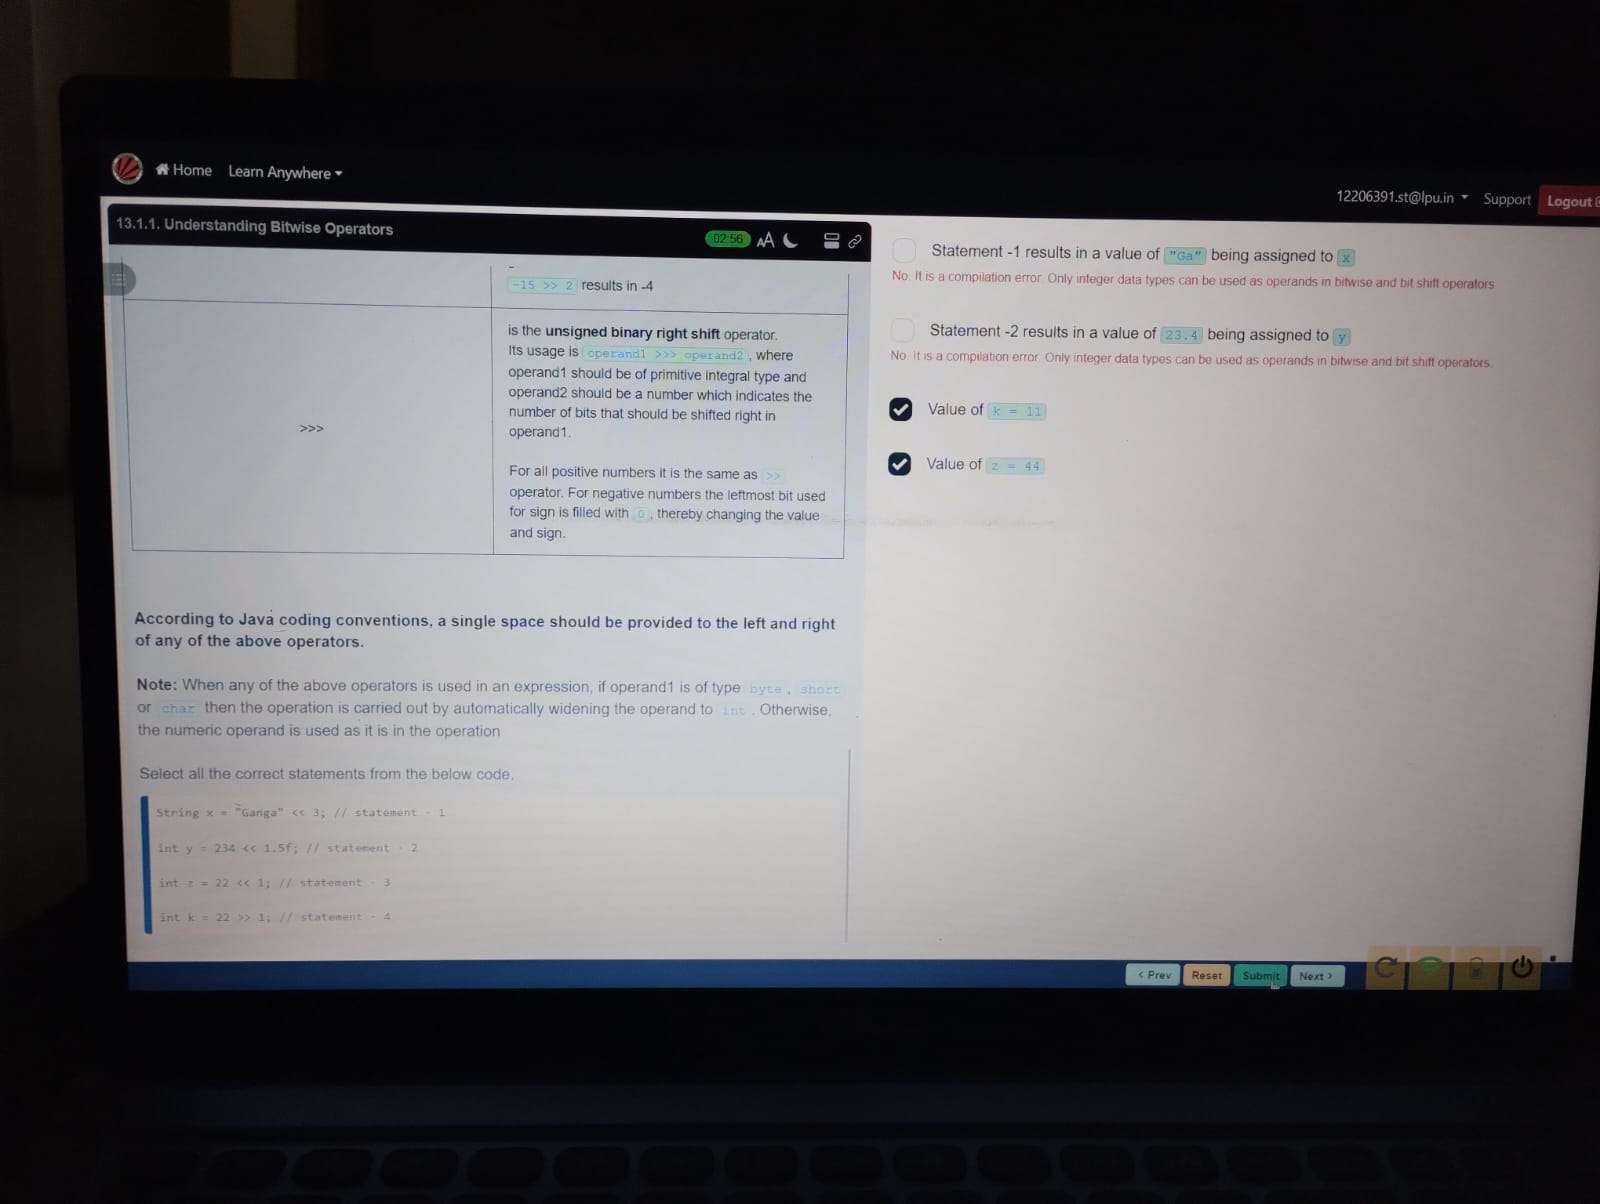 Home Learn Anywhere
12206391.st@lpu.in Support Logout
13.1.1. Understanding Bitwise Operators
02:56 AA
-15 >> 2 results in -4
>>>
is the unsigned binary right shift operator.
Its usage is operand1 >>> operand2 , where
operand1 should be of primitive integral type and
operand2 should be a number which indicates the
number of bits that should be shifted right in
operand1.
For all positive numbers it is the same as >>
operator. For negative numbers the leftmost bit used
for sign is filled with 0 , thereby changing the value
and sign.
According to Java coding conventions, a single space should be provided to the left and right
of any of the above operators.
Note: When any of the above operators is used in an expression, if operand1 is of type byte , short
or char then the operation is carried out by automatically widening the operand to int . Otherwise,
the numeric operand is used as it is in the operation
Select all the correct statements from the below code.
String x = "Ganga" << 3; // statement - 1
int y = 234 << 1.5f; // statement - 2
int z = 22 << 1; // statement - 3
int k = 22 >> 1; // statement - 4
Statement -1 results in a value of "Ga" being assigned to x
No. It is a compilation error. Only integer data types can be used as operands in bitwise and bit shift operators
Statement -2 results in a value of 23.4 being assigned to y
No. It is a compilation error. Only integer data types can be used as operands in bitwise and bit shift operators.
Value of k = 11
Value of z = 44
< Prev Reset Submit Next >